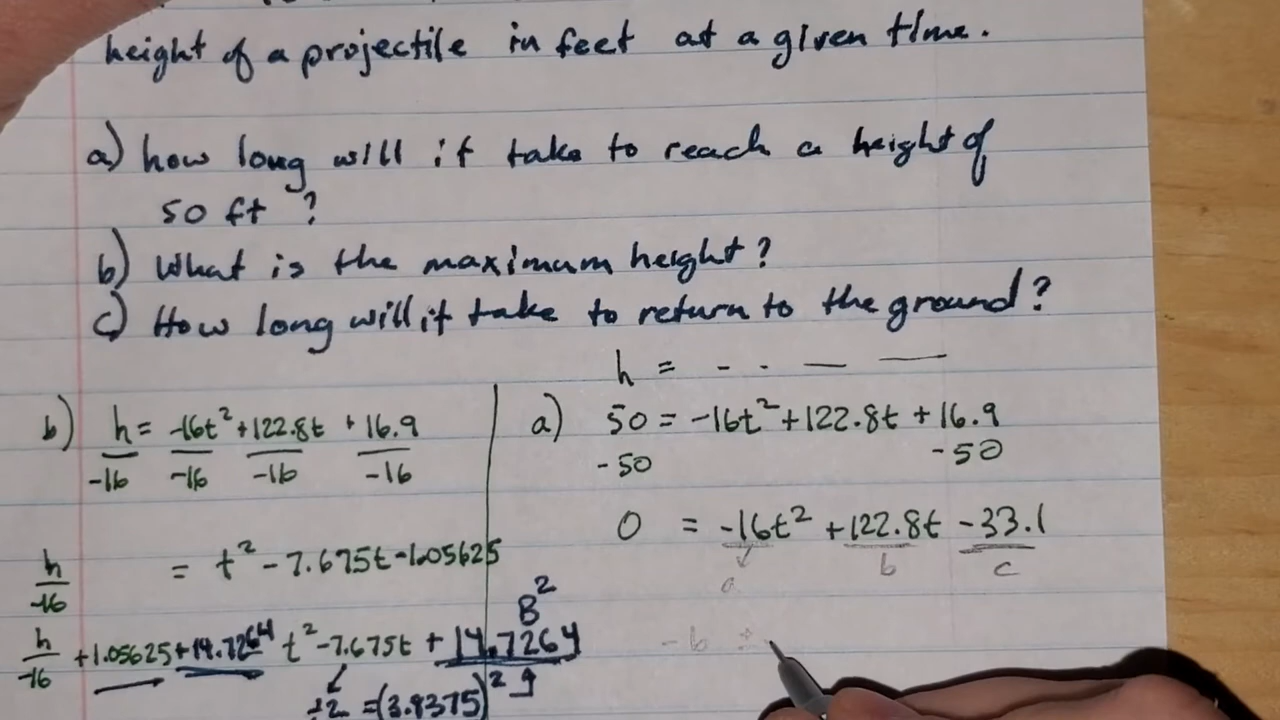 height of a projectile in feet at a given time.
a) how long will it take to reach a height of
50 ft ?
b) What is the maximum height?
c) How long will it take to return to the ground?
h = - - — —
b) h = -16t² + 122.8t + 16.9
-16 -16 -16 -16
a) 50 = -16t² + 122.8t + 16.9
-50 -50
0 = -16t² + 122.8t - 33.1
a b c
h/-16 = t² - 7.675t - 1.05625
B²
h/-16 + 1.05625 + 14.7264 t² - 7.675t + 14.7264
÷2 = (3.8375)²
- b ±